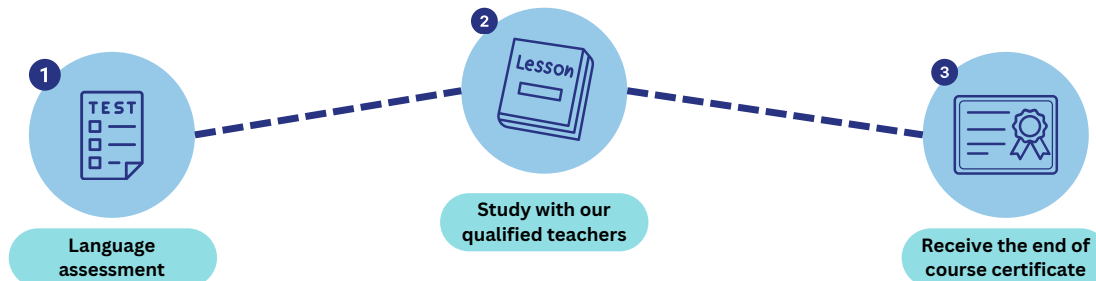 1
TEST
Language
assessment
2
Lesson
Study with our
qualified teachers
3
Receive the end of
course certificate